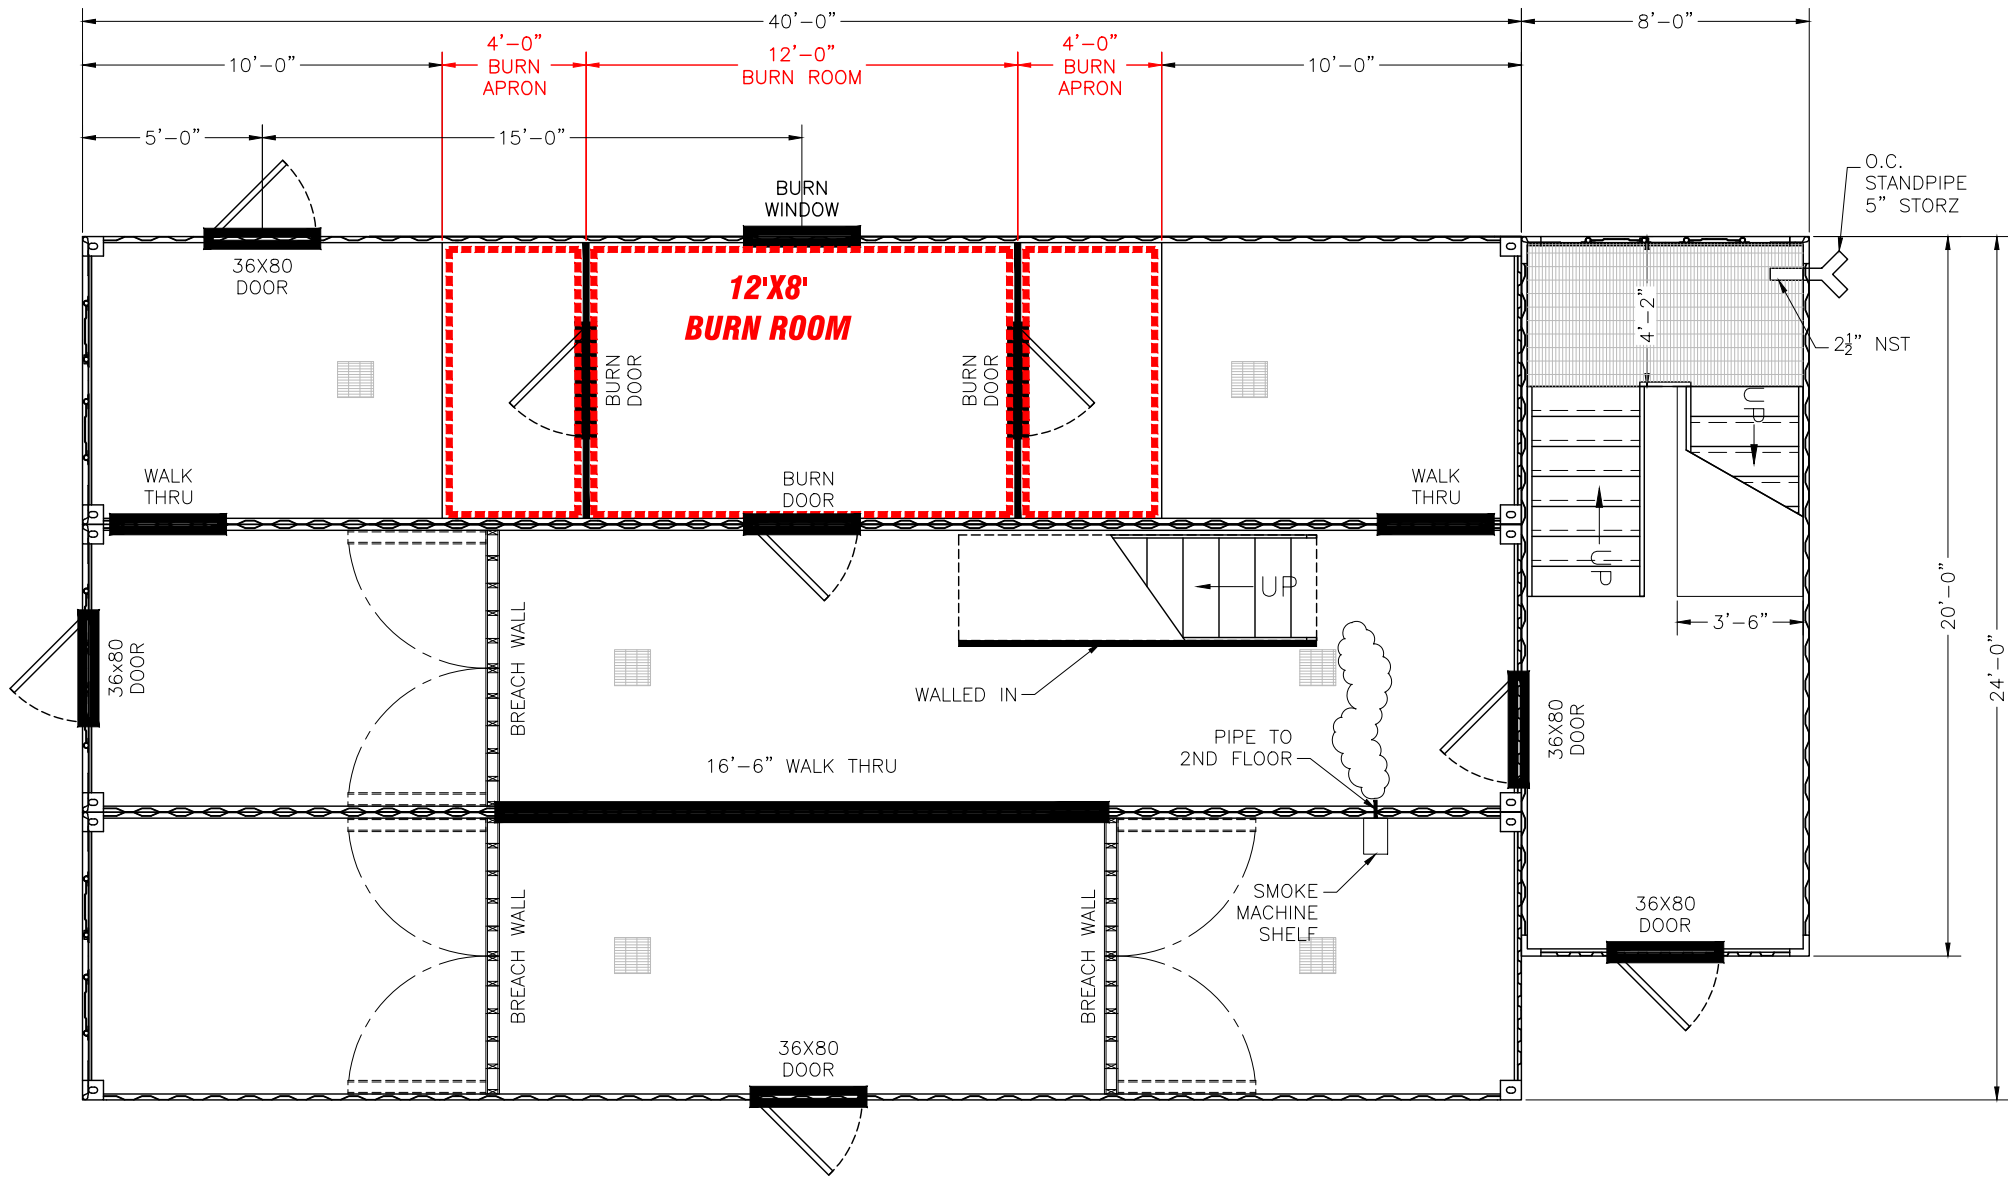 40'-0"
8'-0"
10'-0"
4'-0"
BURN
APRON
12'-0"
BURN ROOM
4'-0"
BURN
APRON
10'-0"
5'-0"
15'-0"
BURN
WINDOW
O.C.
STANDPIPE
5" STORZ
36X80
DOOR
12'X8'
BURN ROOM
4'-2"
2½" NST
BURN
DOOR
BURN
DOOR
UP
WALK
THRU
BURN
DOOR
WALK
THRU
UP
UP
BREACH WALL
36x80
DOOR
WALLED IN
3'-6"
20'-0"
24'-0"
36X80
DOOR
PIPE TO
2ND FLOOR
16'-6" WALK THRU
SMOKE
MACHINE
SHELF
BREACH WALL
BREACH WALL
36X80
DOOR
36X80
DOOR